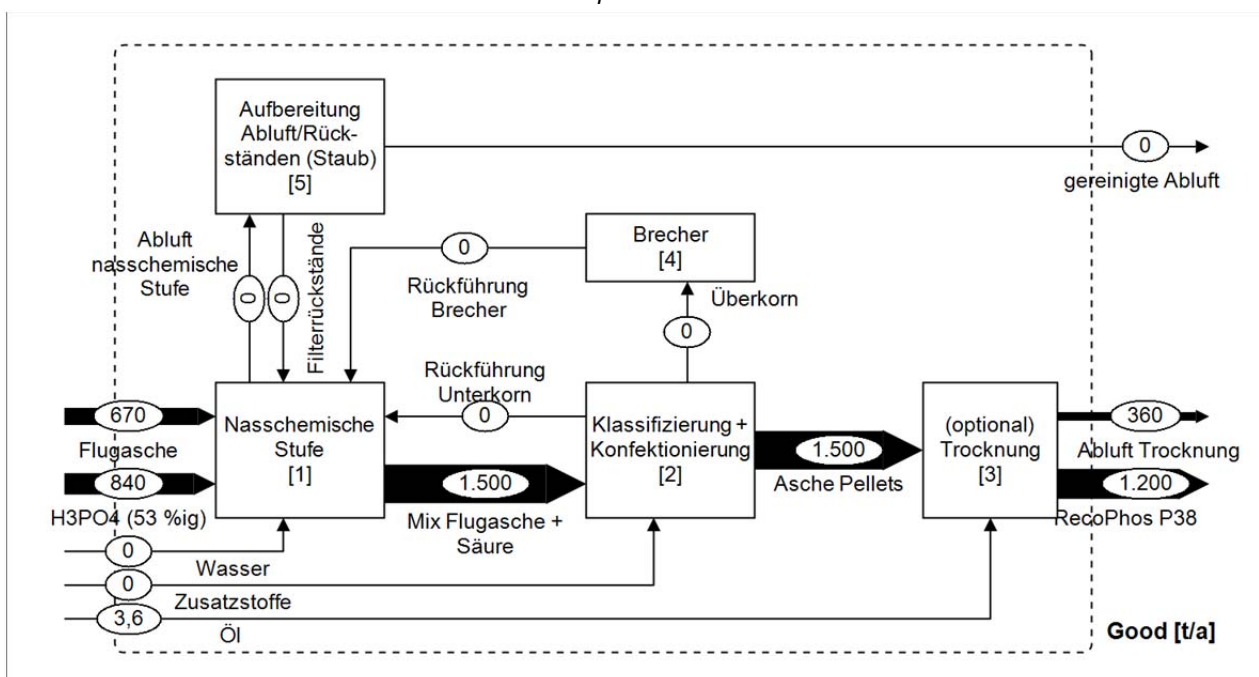 Aufbereitung
Abluft/Rück-
ständen (Staub)
[5]
0
gereinigte Abluft
Abluft
nasschemische
Stufe
0
0
Filterrückstände
0
Rückführung
Brecher
Brecher
[4]
Überkorn
0
Rückführung
Unterkorn
0
670
Flugasche
840
H3PO4 (53 %ig)
Nasschemische
Stufe
[1]
1.500
Mix Flugasche +
Säure
Klassifizierung +
Konfektionierung
[2]
1.500
Asche Pellets
(optional)
Trocknung
[3]
360
Abluft Trocknung
1.200
RecoPhos P38
0
Wasser
0
Zusatzstoffe
3,6
Öl
Good [t/a]